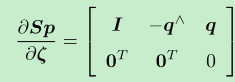 ∂Sp/∂ζ = [ I  −q^∧  q
0^T  0^T  0 ]